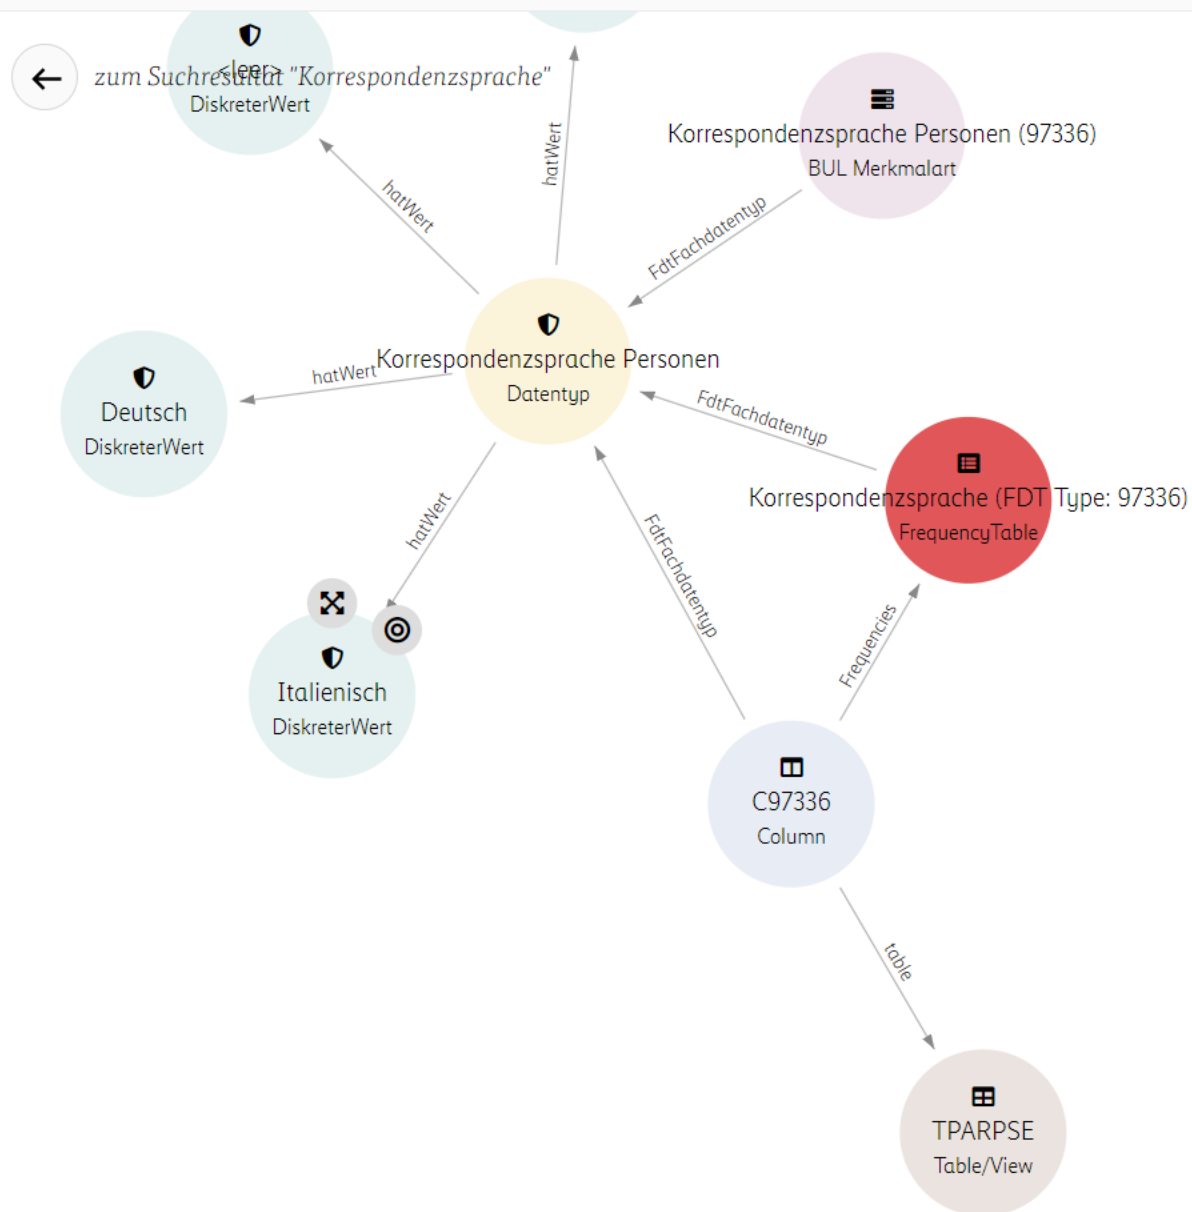 <leer>
zum Suchresultat "Korrespondenzsprache"
DiskreterWert
hatWert
hatWert
Korrespondenzsprache Personen (97336)
BUL Merkmalart
FdtFachdatentyp
Korrespondenzsprache Personen
Datentyp
hatWert
Deutsch
DiskreterWert
FdtFachdatentyp
Korrespondenzsprache (FDT Type: 97336)
FrequencyTable
hatWert
FdtFachdatentyp
Frequencies
Italienisch
DiskreterWert
C97336
Column
table
TPARPSE
Table/View